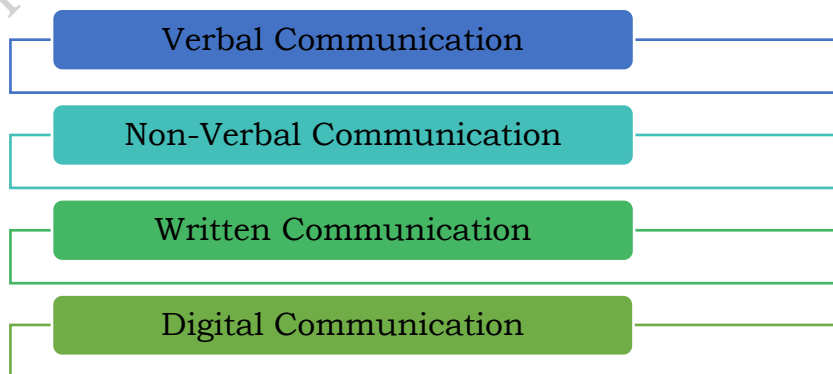 Verbal Communication
Non-Verbal Communication
Written Communication
Digital Communication